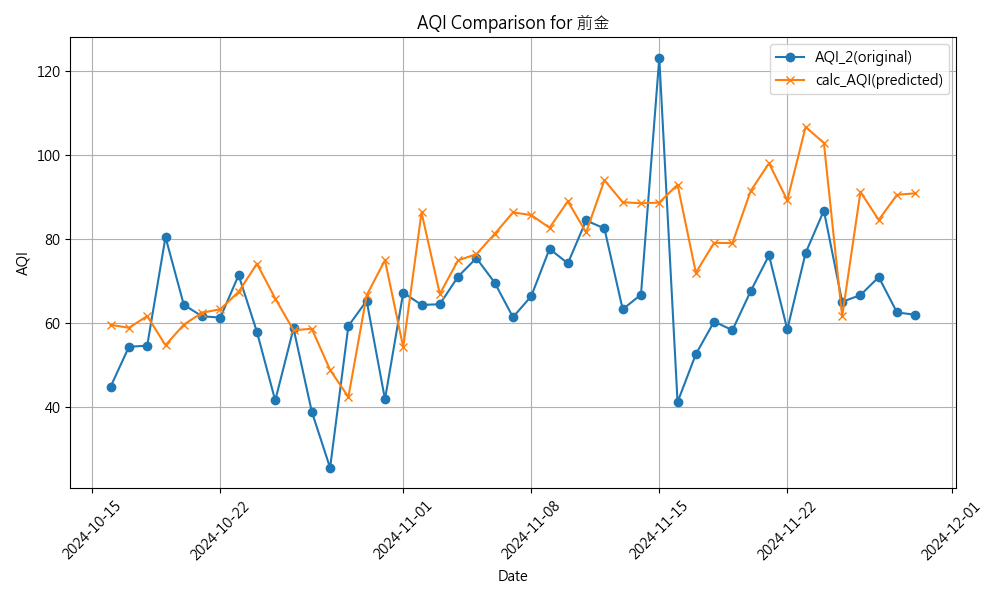 AQI Comparison for 前金
AQI_2(original)
calc_AQI(predicted)
AQI
120
100
80
60
40
2024-10-15
2024-10-22
2024-11-01
2024-11-08
2024-11-15
2024-11-22
2024-12-01
Date